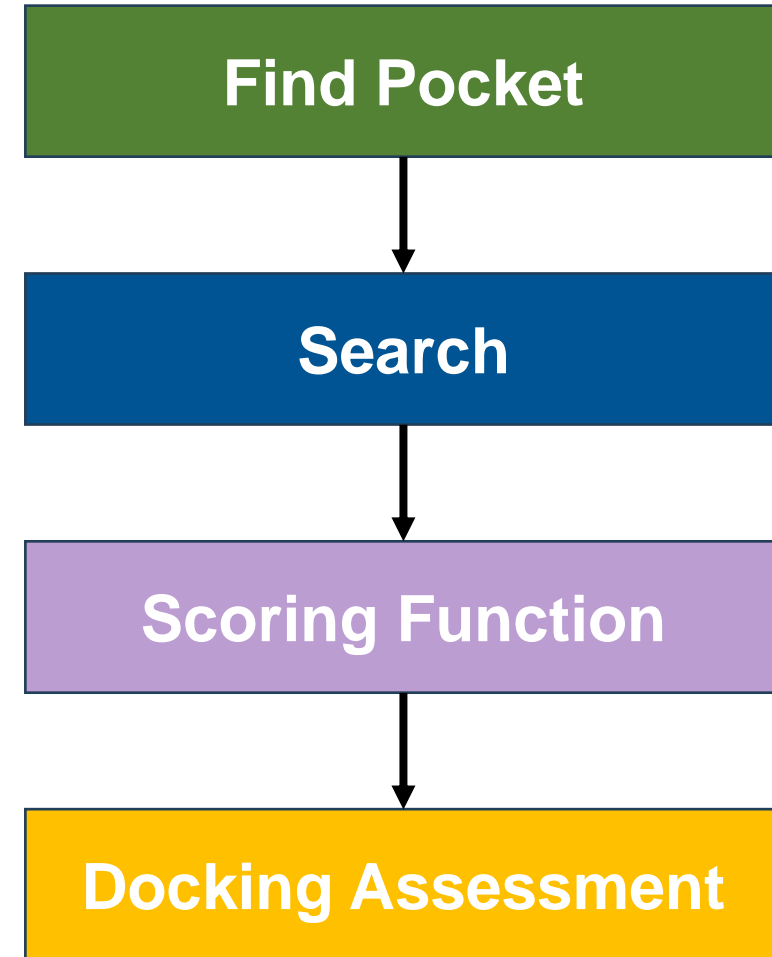 Find Pocket
Search
Scoring Function
Docking Assessment